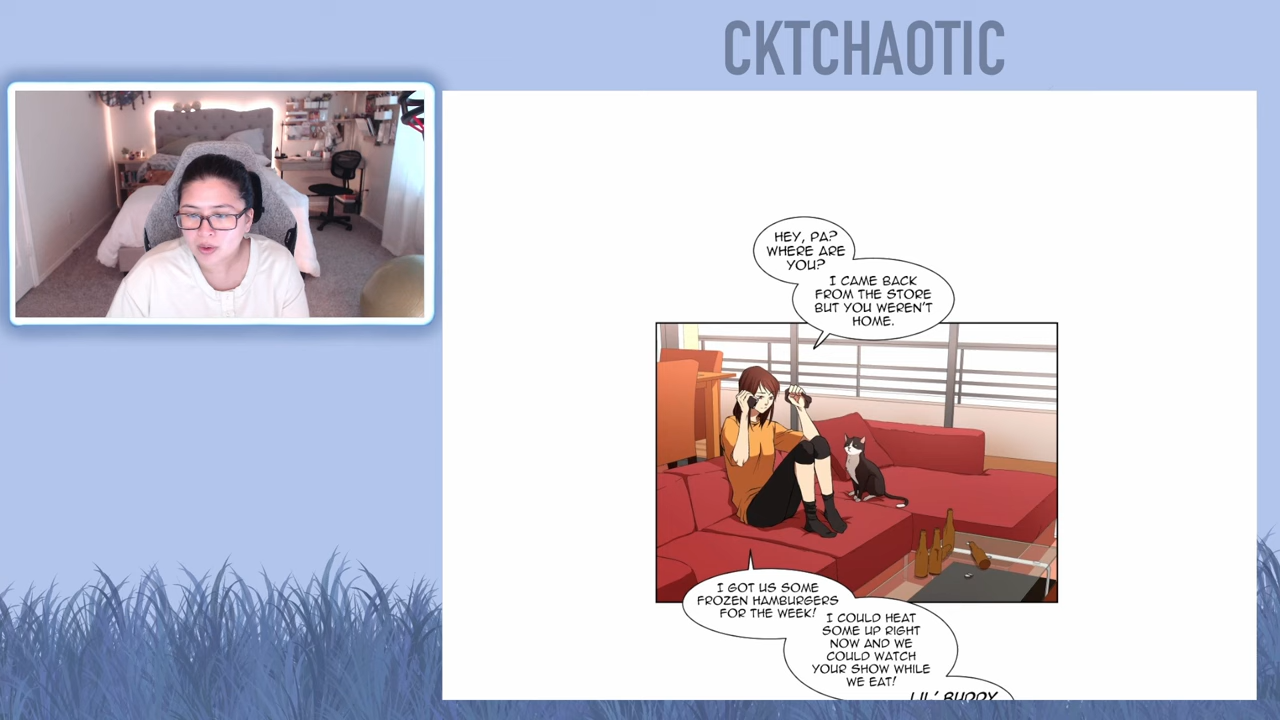 CKTCHAOTIC
HEY, PA?
WHERE ARE
YOU?
I CAME BACK
FROM THE STORE
BUT YOU WEREN'T
HOME.
I GOT US SOME
FROZEN HAMBURGERS
FOR THE WEEK!
I COULD HEAT
SOME UP RIGHT
NOW AND WE
COULD WATCH
YOUR SHOW WHILE
WE EAT!
LIL' BUDDY